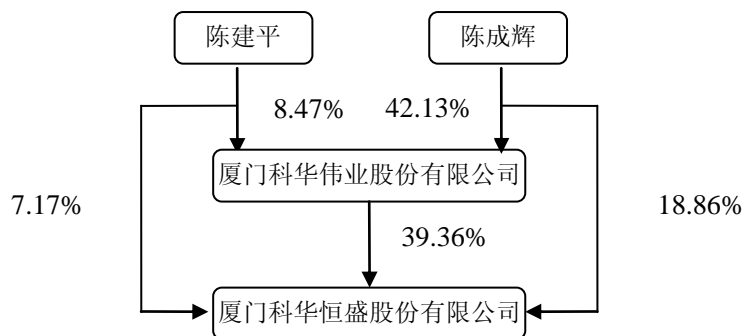 陈建平
陈成辉
8.47%
42.13%
厦门科华伟业股份有限公司
7.17%
18.86%
39.36%
厦门科华恒盛股份有限公司